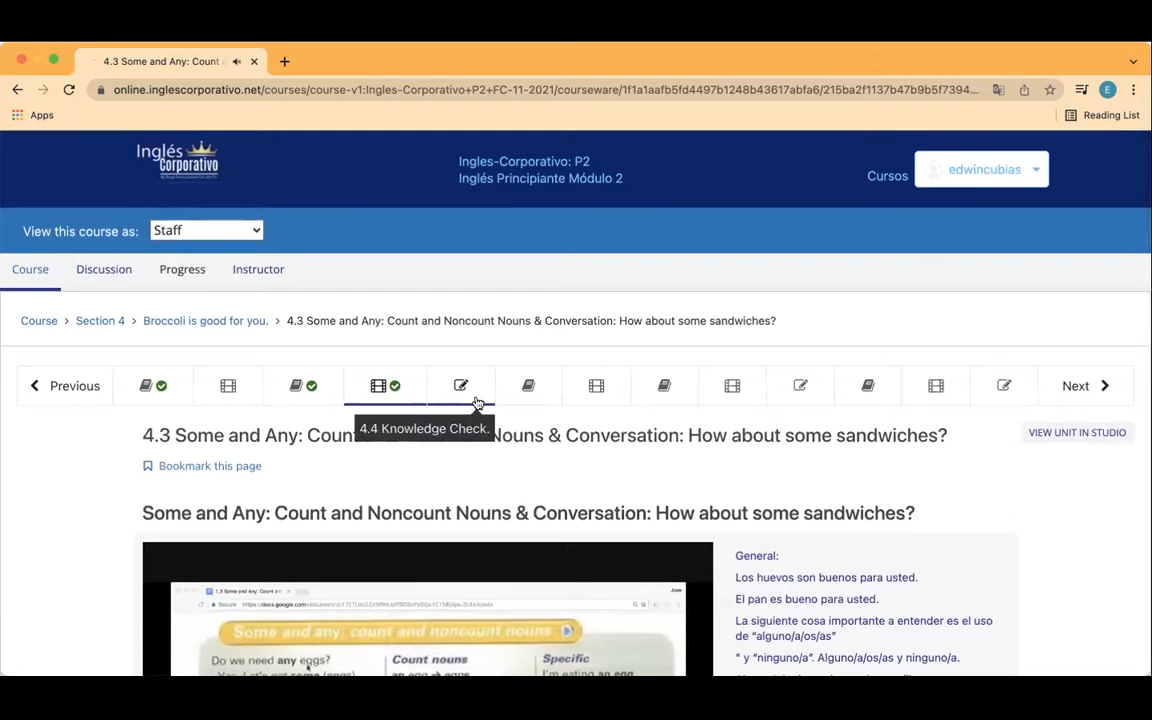 4.3 Some and Any: Count a
online.inglescorporativo.net/courses/course-v1:Ingles-Corporativo+P2+FC-11-2021/courseware/1f1a1aafb5fd4497b1248b43617abfa6/215ba2f1137b47b9b5f7394...
Apps
Reading List
Inglés
Corporativo
Ingles-Corporativo: P2
Inglés Principiante Módulo 2
Cursos
edwincubias
View this course as:
Staff
Course
Discussion
Progress
Instructor
Course > Section 4 > Broccoli is good for you. > 4.3 Some and Any: Count and Noncount Nouns & Conversation: How about some sandwiches?
Previous
Next
4.4 Knowledge Check.
4.3 Some and Any: Coun Nouns & Conversation: How about some sandwiches?
VIEW UNIT IN STUDIO
Bookmark this page
Some and Any: Count and Noncount Nouns & Conversation: How about some sandwiches?
Some and any: count and noncount nouns
Do we need any eggs?
Count nouns
Specific
I'm eating an egg
General:
Los huevos son buenos para usted.
El pan es bueno para usted.
La siguiente cosa importante a entender es el uso
de “alguno/a/os/as”
” y “ninguno/a”. Alguno/a/os/as y ninguno/a.